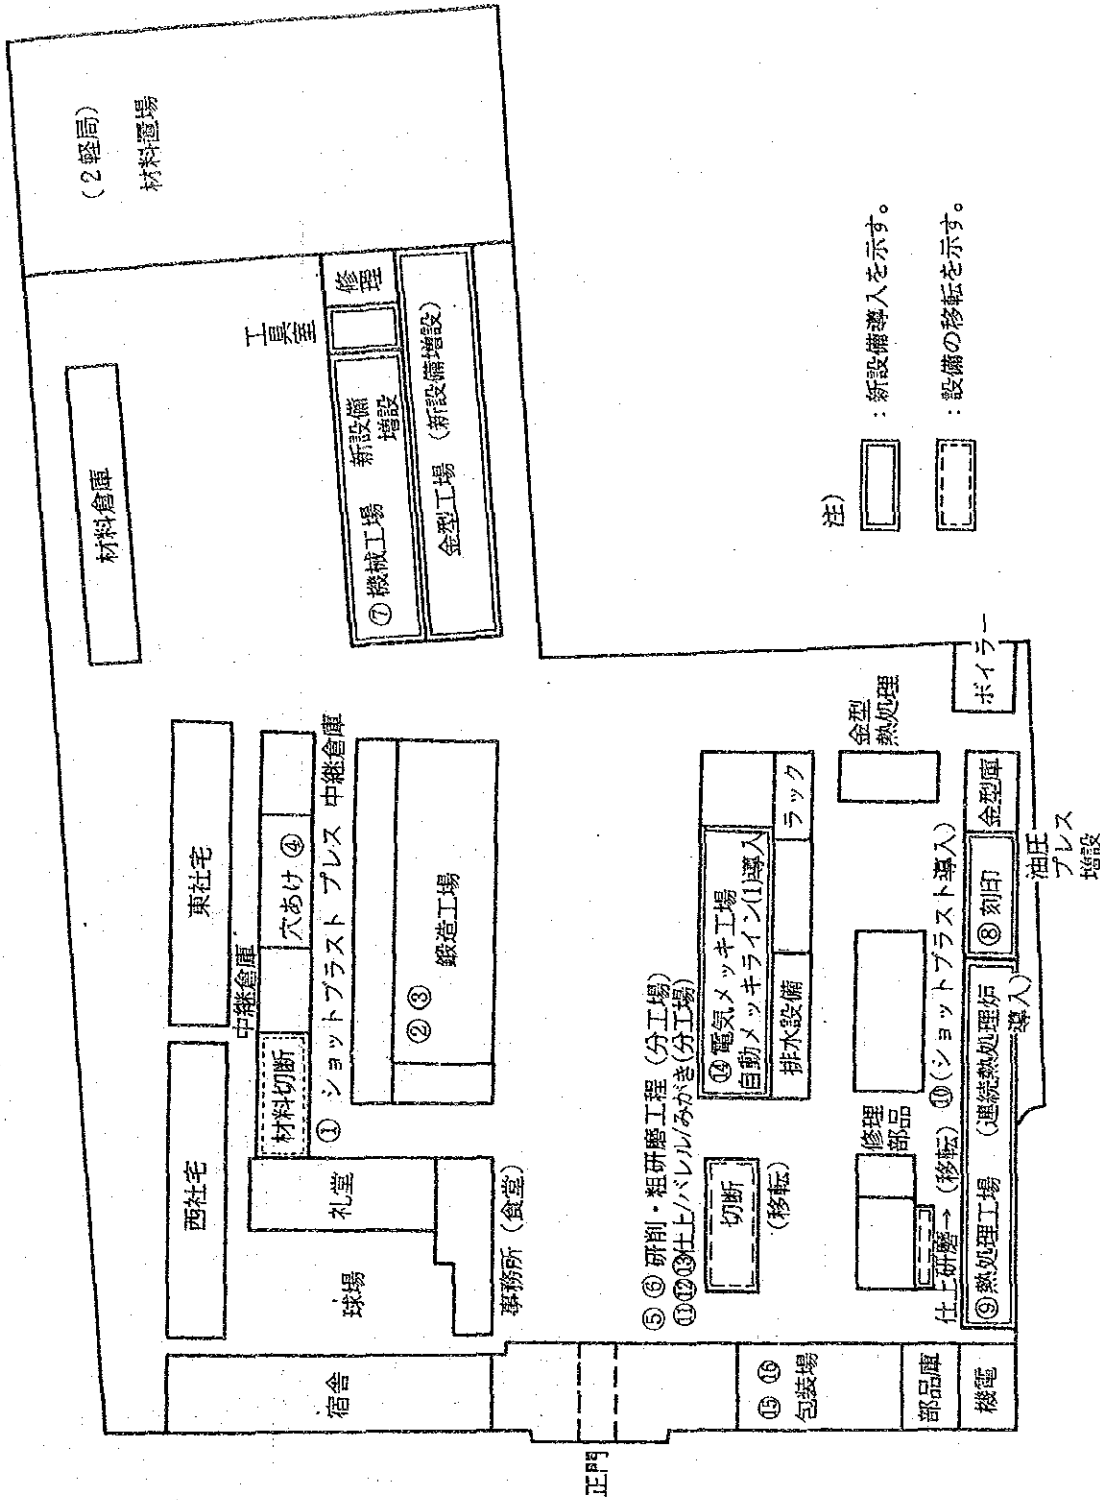 (2軽局)
材料置場
材料倉庫
工具室
修理
⑦機械工場 新設備
増設
金型工場 (新設備増設)
東社宅
西社宅
中継倉庫
材料切断
穴あけ ④
① ショットブラスト プレス 中継倉庫
礼堂
球場
事務所(食堂)
② ③
鍛造工場
宿舎
正門
⑤ ⑥ 研削・粗研磨工程(分工場)
⑪⑫⑬仕上/バレル/みがき(分工場)
切断
(移転)
⑭電気メッキ工場
自動メッキライン(1)導入
排水設備
ラック
金型
熱処理
修理
部品
仕上研磨→(移転) ⑩(ショットブラスト導入)
⑨熱処理工場 (連続熱処理炉
導入)
⑧ 刻印
金型庫
油圧
プレス
増設
ボイラー
⑮ ⑯
包装場
部品庫
機電
注)
:新設備導入を示す。
:設備の移転を示す。